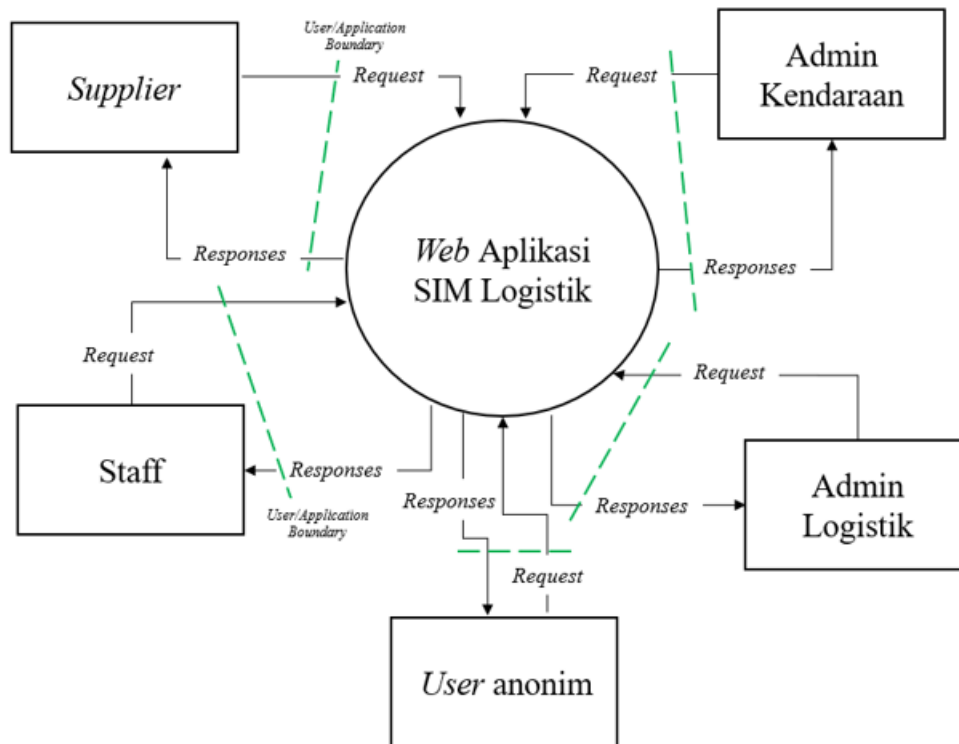 User/Application
Boundary
Supplier
Request
Request
Admin
Kendaraan
Responses
Web Aplikasi
SIM Logistik
Responses
Request
Request
Staff
Responses
Responses
Responses
Admin
Logistik
User/Application
Boundary
Request
User anonim